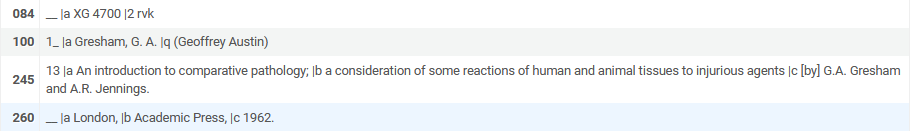 084 __ |a XG 4700 |2 rvk
100 1_ |a Gresham, G. A. |q (Geoffrey Austin)
245 13 |a An introduction to comparative pathology; |b a consideration of some reactions of human and animal tissues to injurious agents |c [by] G.A. Gresham
and A.R. Jennings.
260 __ |a London, |b Academic Press, |c 1962.